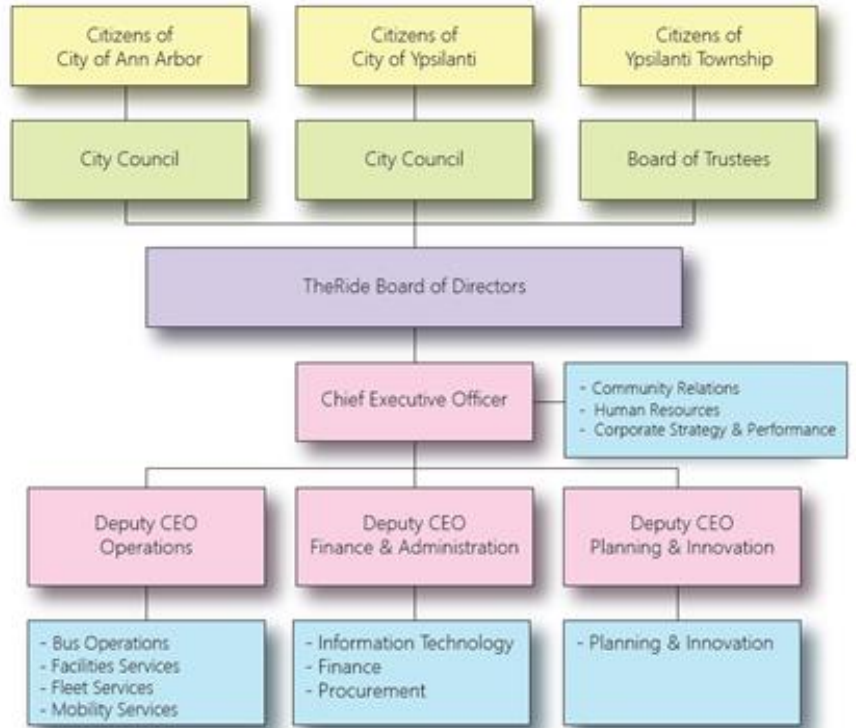 Citizens of
City of Ann Arbor
Citizens of
City of Ypsilanti
Citizens of
Ypsilanti Township
City Council
City Council
Board of Trustees
TheRide Board of Directors
Chief Executive Officer
- Community Relations
- Human Resources
- Corporate Strategy & Performance
Deputy CEO
Operations
Deputy CEO
Finance & Administration
Deputy CEO
Planning & Innovation
- Bus Operations
- Facilities Services
- Fleet Services
- Mobility Services
- Information Technology
- Finance
- Procurement
- Planning & Innovation